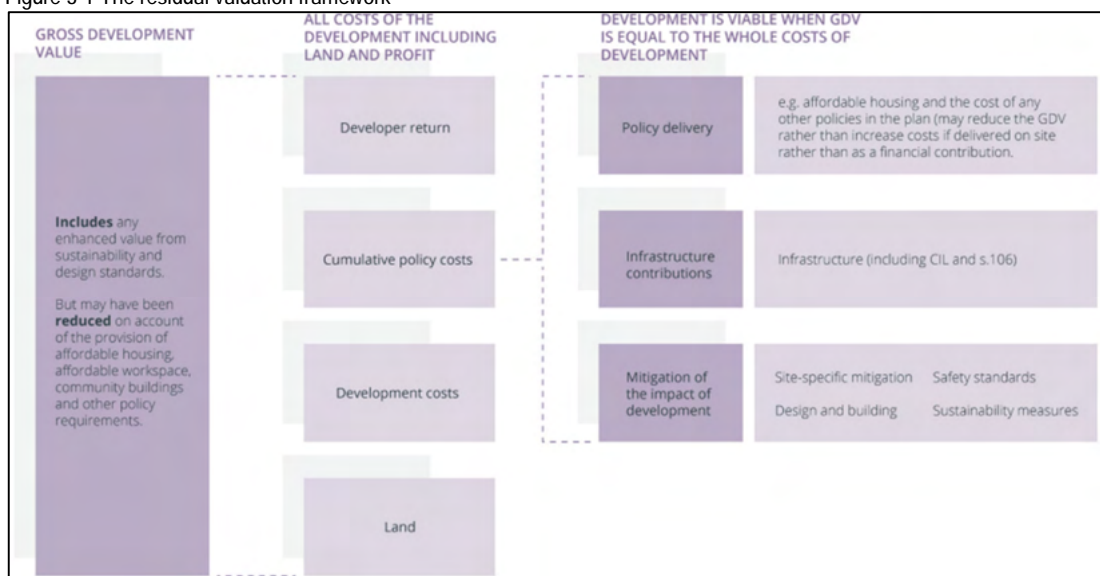 Figure 5-1 The residual valuation framework
GROSS DEVELOPMENT
VALUE
Includes any
enhanced value from
sustainability and
design standards.
But may have been
reduced on account
of the provision of
affordable housing,
affordable workspace,
community buildings
and other policy
requirements.
ALL COSTS OF THE
DEVELOPMENT INCLUDING
LAND AND PROFIT
Developer return
Cumulative policy costs
Development costs
Land
DEVELOPMENT IS VIABLE WHEN GDV
IS EQUAL TO THE WHOLE COSTS OF
DEVELOPMENT
Policy delivery
e.g. affordable housing and the cost of any
other policies in the plan (may reduce the GDV
rather than increase costs if delivered on site
rather than as a financial contribution.
Infrastructure
contributions
Infrastructure (including CIL and s.106)
Mitigation of
the impact of
development
Site-specific mitigation Safety standards
Design and building Sustainability measures